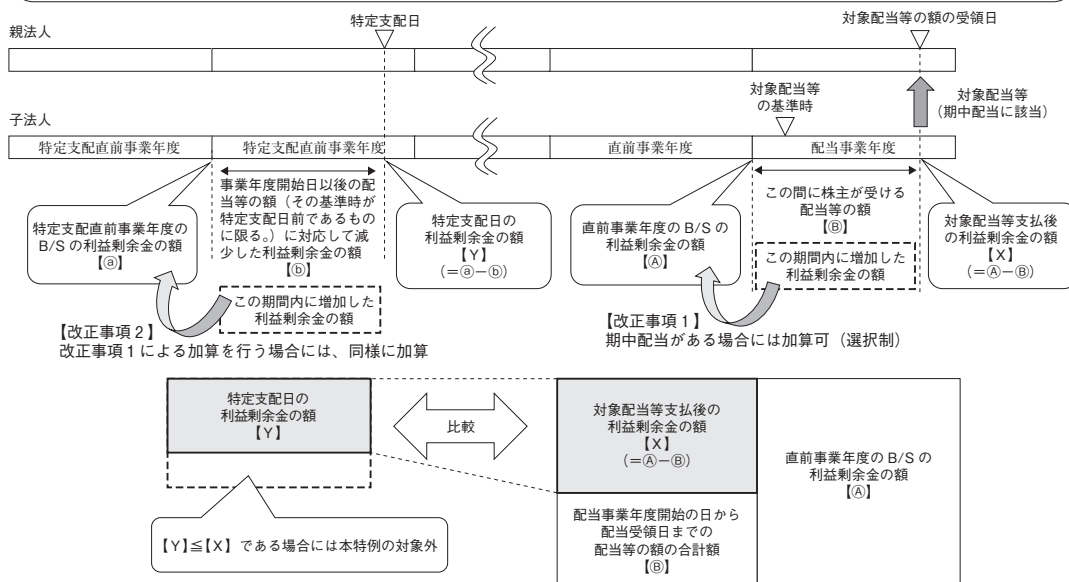 特定支配日
対象配当等の額の受領日
親法人
対象配当等
の基準時
対象配当等
(期中配当に該当)
子法人
特定支配直前事業年度
特定支配直前事業年度
直前事業年度
配当事業年度
特定支配直前事業年度の
B/Sの利益剰余金の額
【ⓐ】
事業年度開始日以後の配
当等の額(その基準時が
特定支配日前であるもの
に限る。)に対応して減
少した利益剰余金の額
【ⓑ】
特定支配日の
利益剰余金の額
【Y】
(=ⓐ-ⓑ)
直前事業年度のB/Sの
利益剰余金の額
【Ⓐ】
この間に株主が受ける
配当等の額
【Ⓑ】
対象配当等支払後
の利益剰余金の額
【X】
(=Ⓐ-Ⓑ)
この期間内に増加した
利益剰余金の額
この期間内に増加した
利益剰余金の額
【改正事項2】
改正事項1による加算を行う場合には、同様に加算
【改正事項1】
期中配当がある場合には加算可(選択制)
特定支配日の
利益剰余金の額
【Y】
比較
対象配当等支払後の
利益剰余金の額
【X】
(=Ⓐ-Ⓑ)
直前事業年度のB/Sの
利益剰余金の額
【Ⓐ】
【Y】≦【X】である場合には本特例の対象外
配当事業年度開始の日から
配当受領日までの
配当等の額の合計額
【Ⓑ】